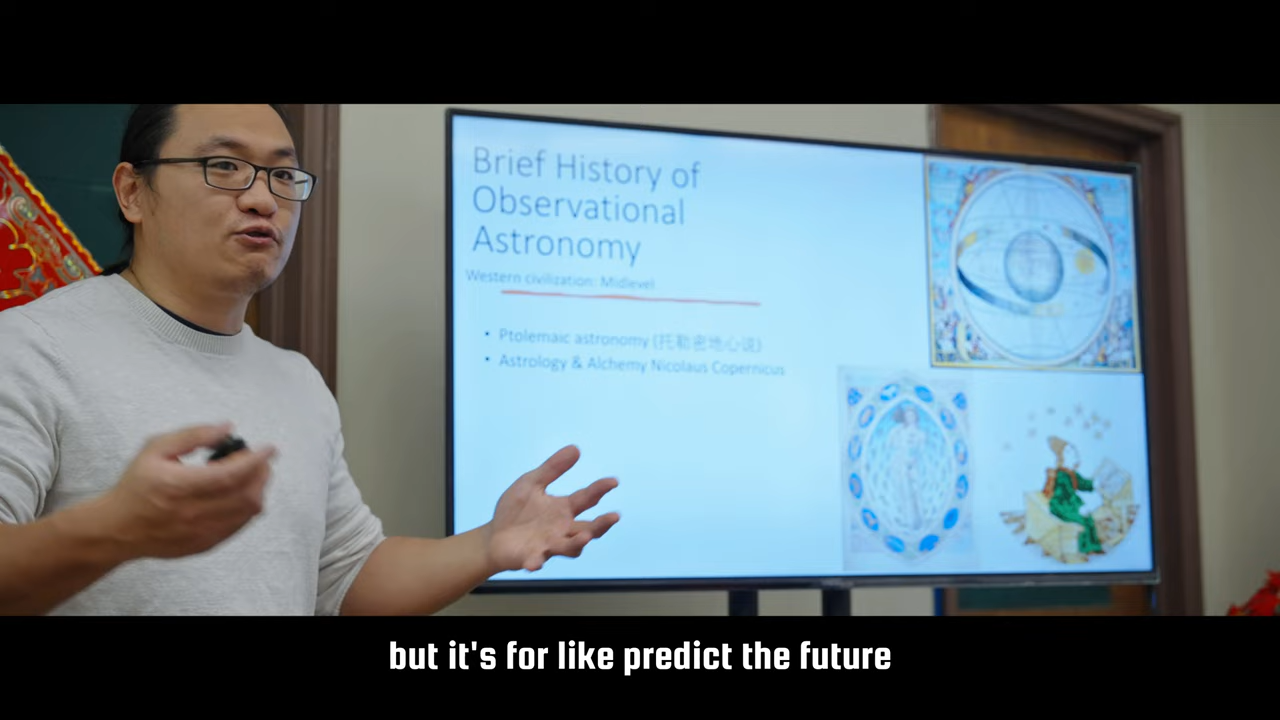 Brief History of
Observational
Astronomy
Western civilization: Midlevel
• Ptolemaic astronomy (托勒密地心说)
• Astrology & Alchemy Nicolaus Copernicus
but it's for like predict the future